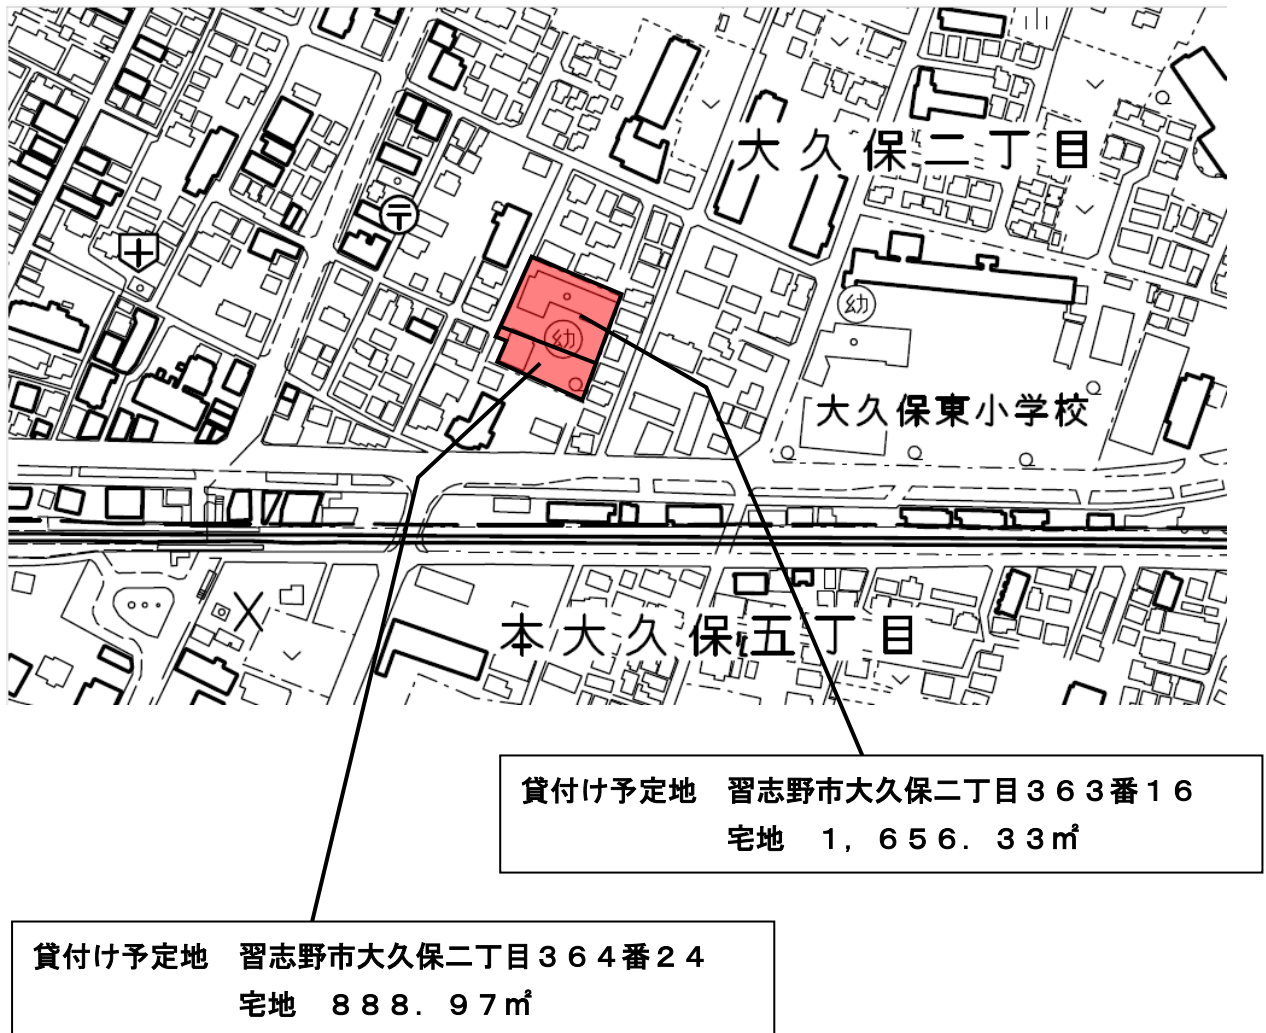 大久保二丁目
〒
幼
幼
大久保東小学校
本大久保五丁目
貸付け予定地　習志野市大久保二丁目３６３番１６
宅地　１，６５６．３３㎡
貸付け予定地　習志野市大久保二丁目３６４番２４
宅地　８８８．９７㎡